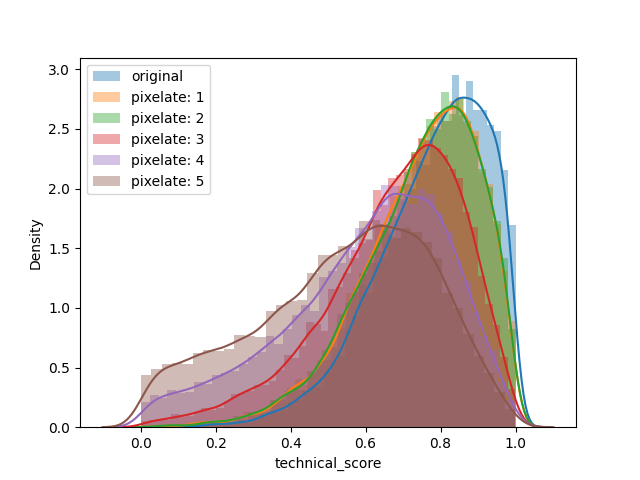 original
pixelate: 1
pixelate: 2
pixelate: 3
pixelate: 4
pixelate: 5
3.0
2.5
2.0
1.5
1.0
0.5
0.0
Density
0.0 0.2 0.4 0.6 0.8 1.0
technical_score